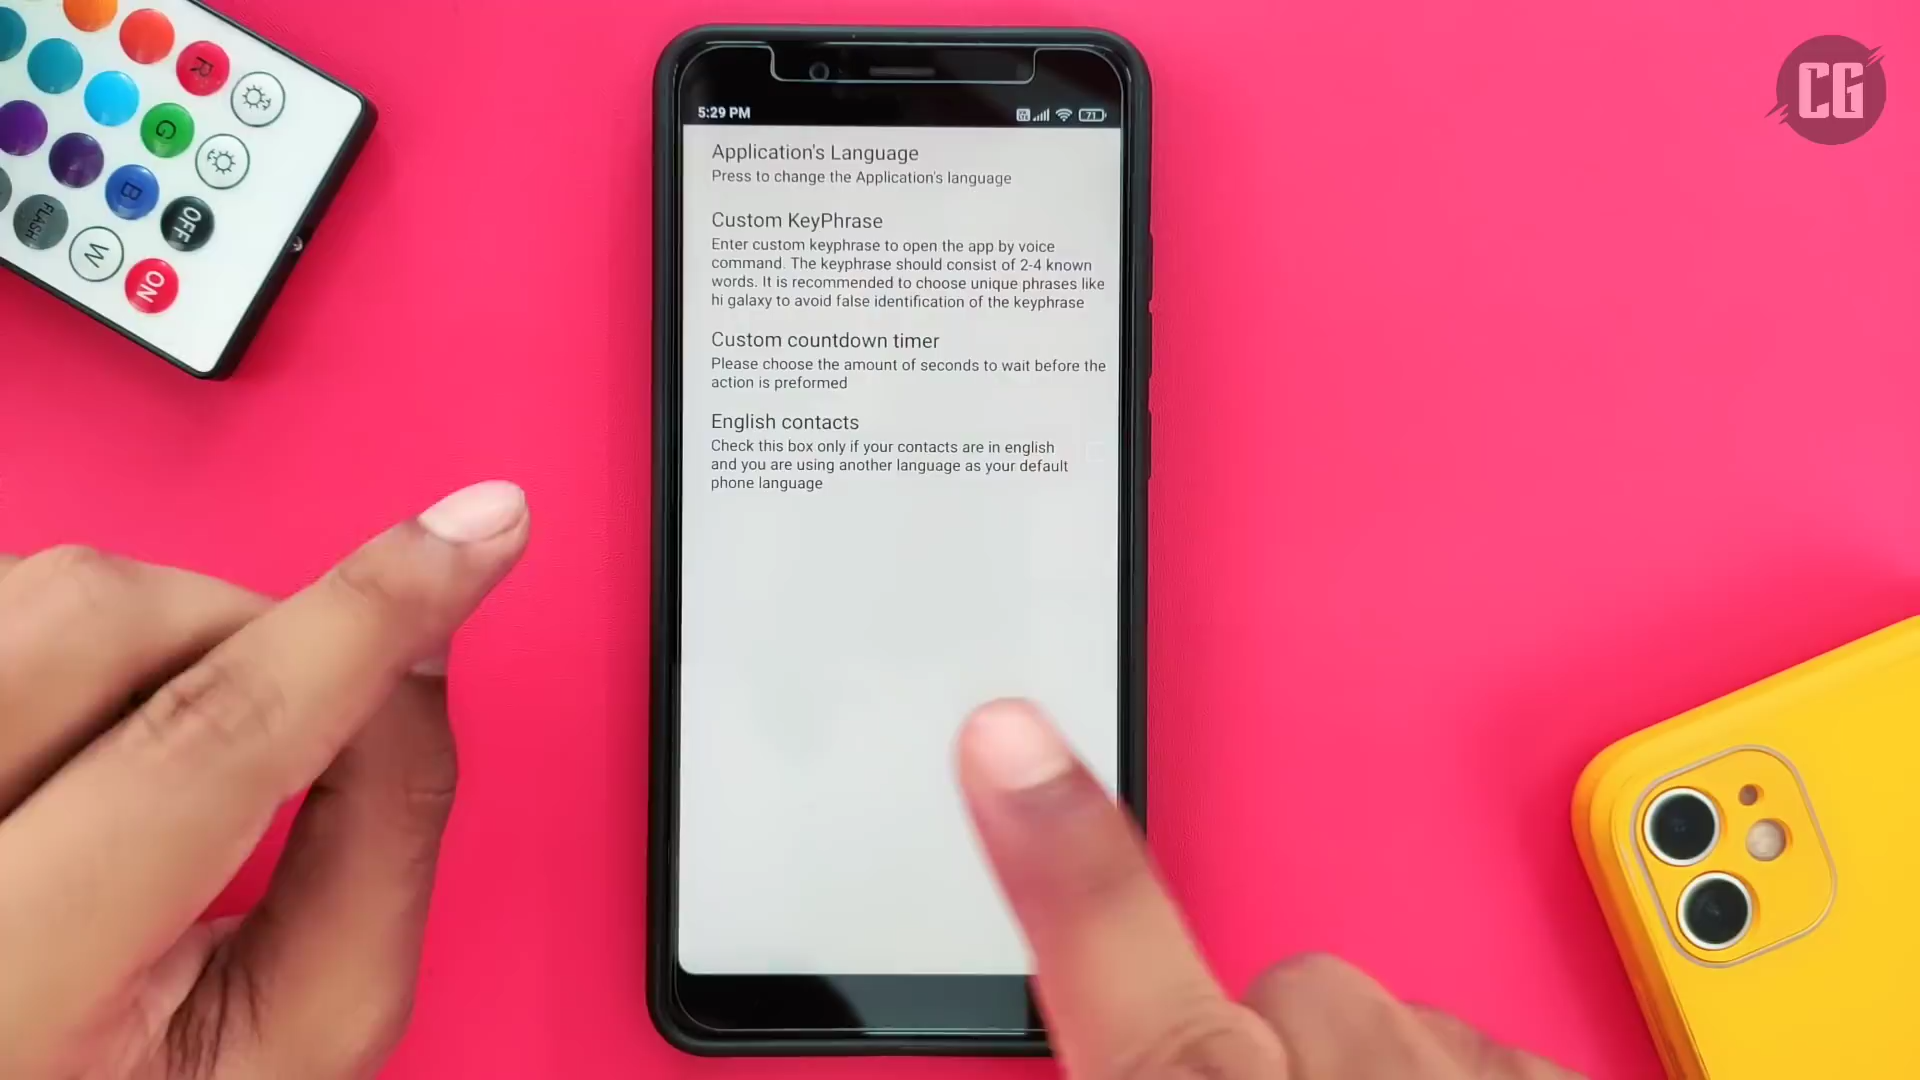 R
G
B
OFF
FLASH
W
ON
CG
5:29 PM
71
Application's Language
Press to change the Application's language
Custom KeyPhrase
Enter custom keyphrase to open the app by voice
command. The keyphrase should consist of 2-4 known
words. It is recommended to choose unique phrases like
hi galaxy to avoid false identification of the keyphrase
Custom countdown timer
Please choose the amount of seconds to wait before the
action is preformed
English contacts
Check this box only if your contacts are in english
and you are using another language as your default
phone language